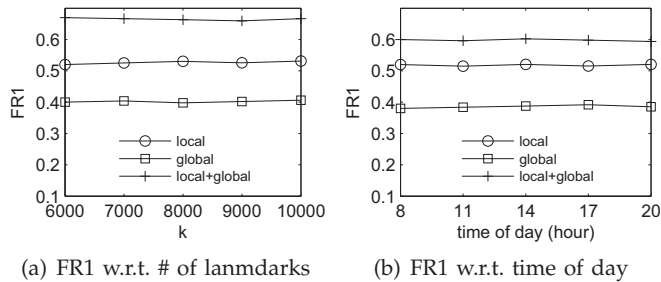 0.6
0.5
0.4
0.3
0.2
0.1
FR1
local
global
local+global
6000 7000 8000 9000 10000
k
(a) FR1 w.r.t. # of lanmdarks
0.6
0.5
0.4
0.3
0.2
0.1
FR1
local
global
local+global
8 11 14 17 20
time of day (hour)
(b) FR1 w.r.t. time of day